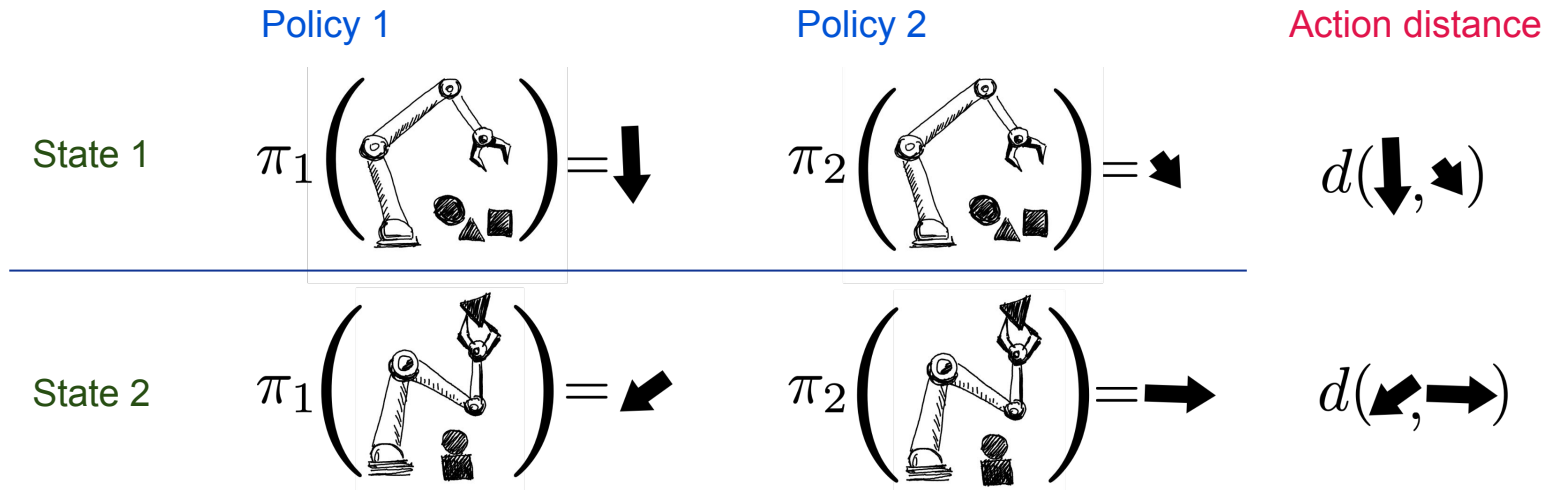 Policy 1 Policy 2 Action distance
State 1 π₁( ) = π₂( ) = d( , )
State 2 π₁( ) = π₂( ) = d( , )